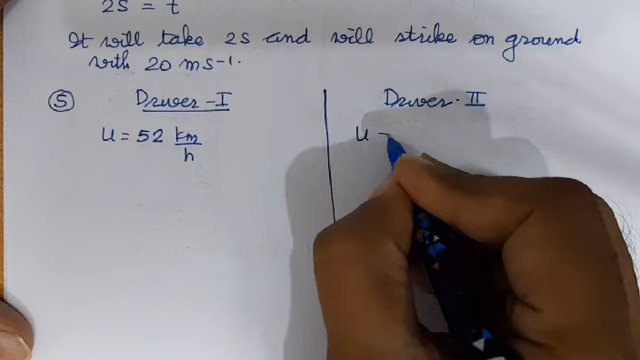 2s = t
It will take 2s and will strike on ground
with 20 ms-1.
5 Driver-I Driver-II
u = 52 km/h u -